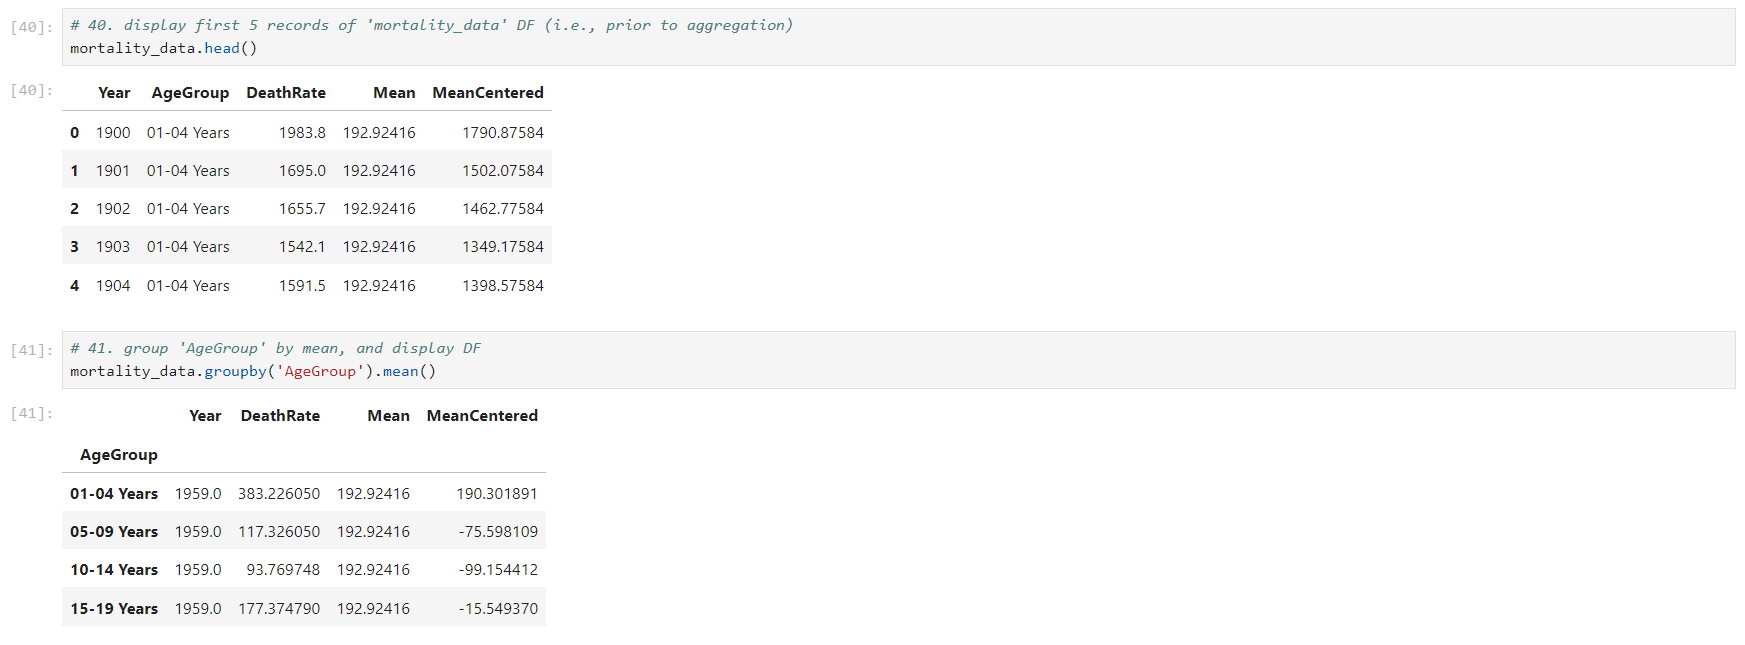 [40]: # 40. display first 5 records of 'mortality_data' DF (i.e., prior to aggregation)
mortality_data.head()
[40]: Year AgeGroup DeathRate Mean MeanCentered
0 1900 01-04 Years 1983.8 192.92416 1790.87584
1 1901 01-04 Years 1695.0 192.92416 1502.07584
2 1902 01-04 Years 1655.7 192.92416 1462.77584
3 1903 01-04 Years 1542.1 192.92416 1349.17584
4 1904 01-04 Years 1591.5 192.92416 1398.57584
[41]: # 41. group 'AgeGroup' by mean, and display DF
mortality_data.groupby('AgeGroup').mean()
[41]: Year DeathRate Mean MeanCentered
AgeGroup
01-04 Years 1959.0 383.226050 192.92416 190.301891
05-09 Years 1959.0 117.326050 192.92416 -75.598109
10-14 Years 1959.0 93.769748 192.92416 -99.154412
15-19 Years 1959.0 177.374790 192.92416 -15.549370